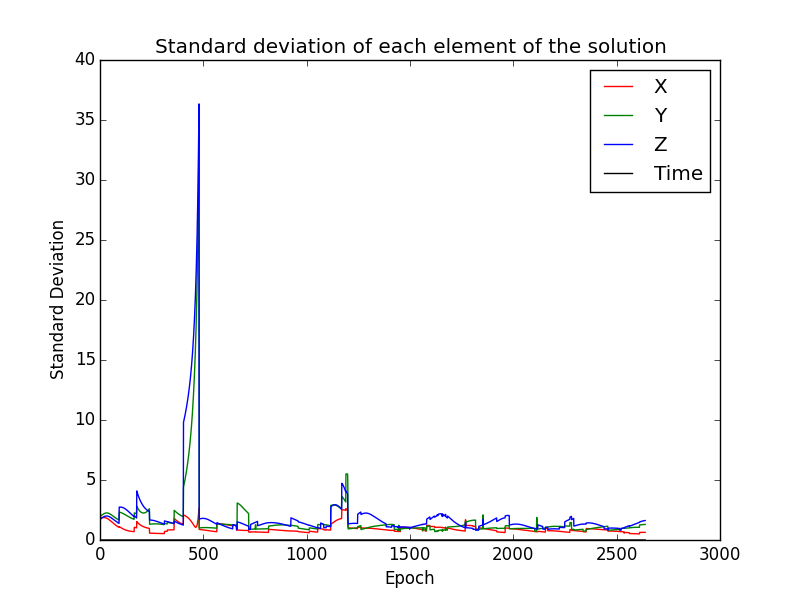 Standard deviation of each element of the solution
40
35
30
25
20
15
10
5
0
Standard Deviation
X
Y
Z
Time
0 500 1000 1500 2000 2500 3000
Epoch